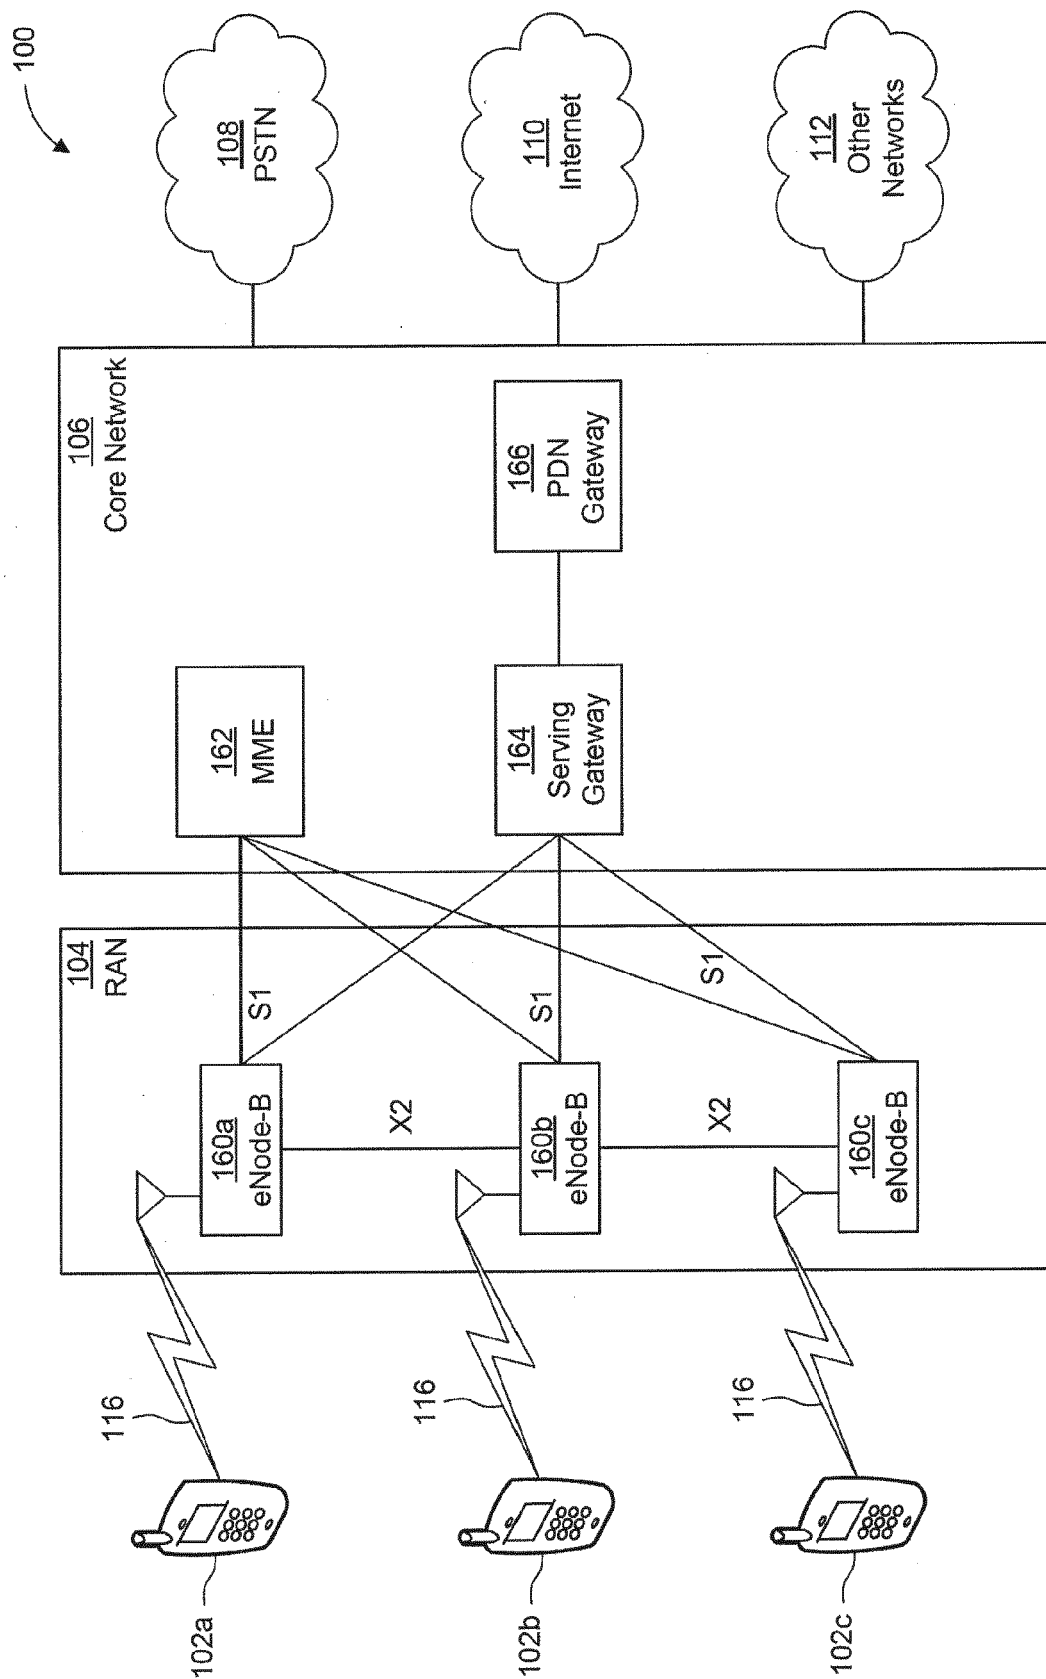 100
102a
116
102b
116
102c
116
104
RAN
160a
eNode-B
X2
160b
eNode-B
X2
160c
eNode-B
S1
S1
S1
106
Core Network
162
MME
164
Serving
Gateway
166
PDN
Gateway
108
PSTN
110
Internet
112
Other
Networks